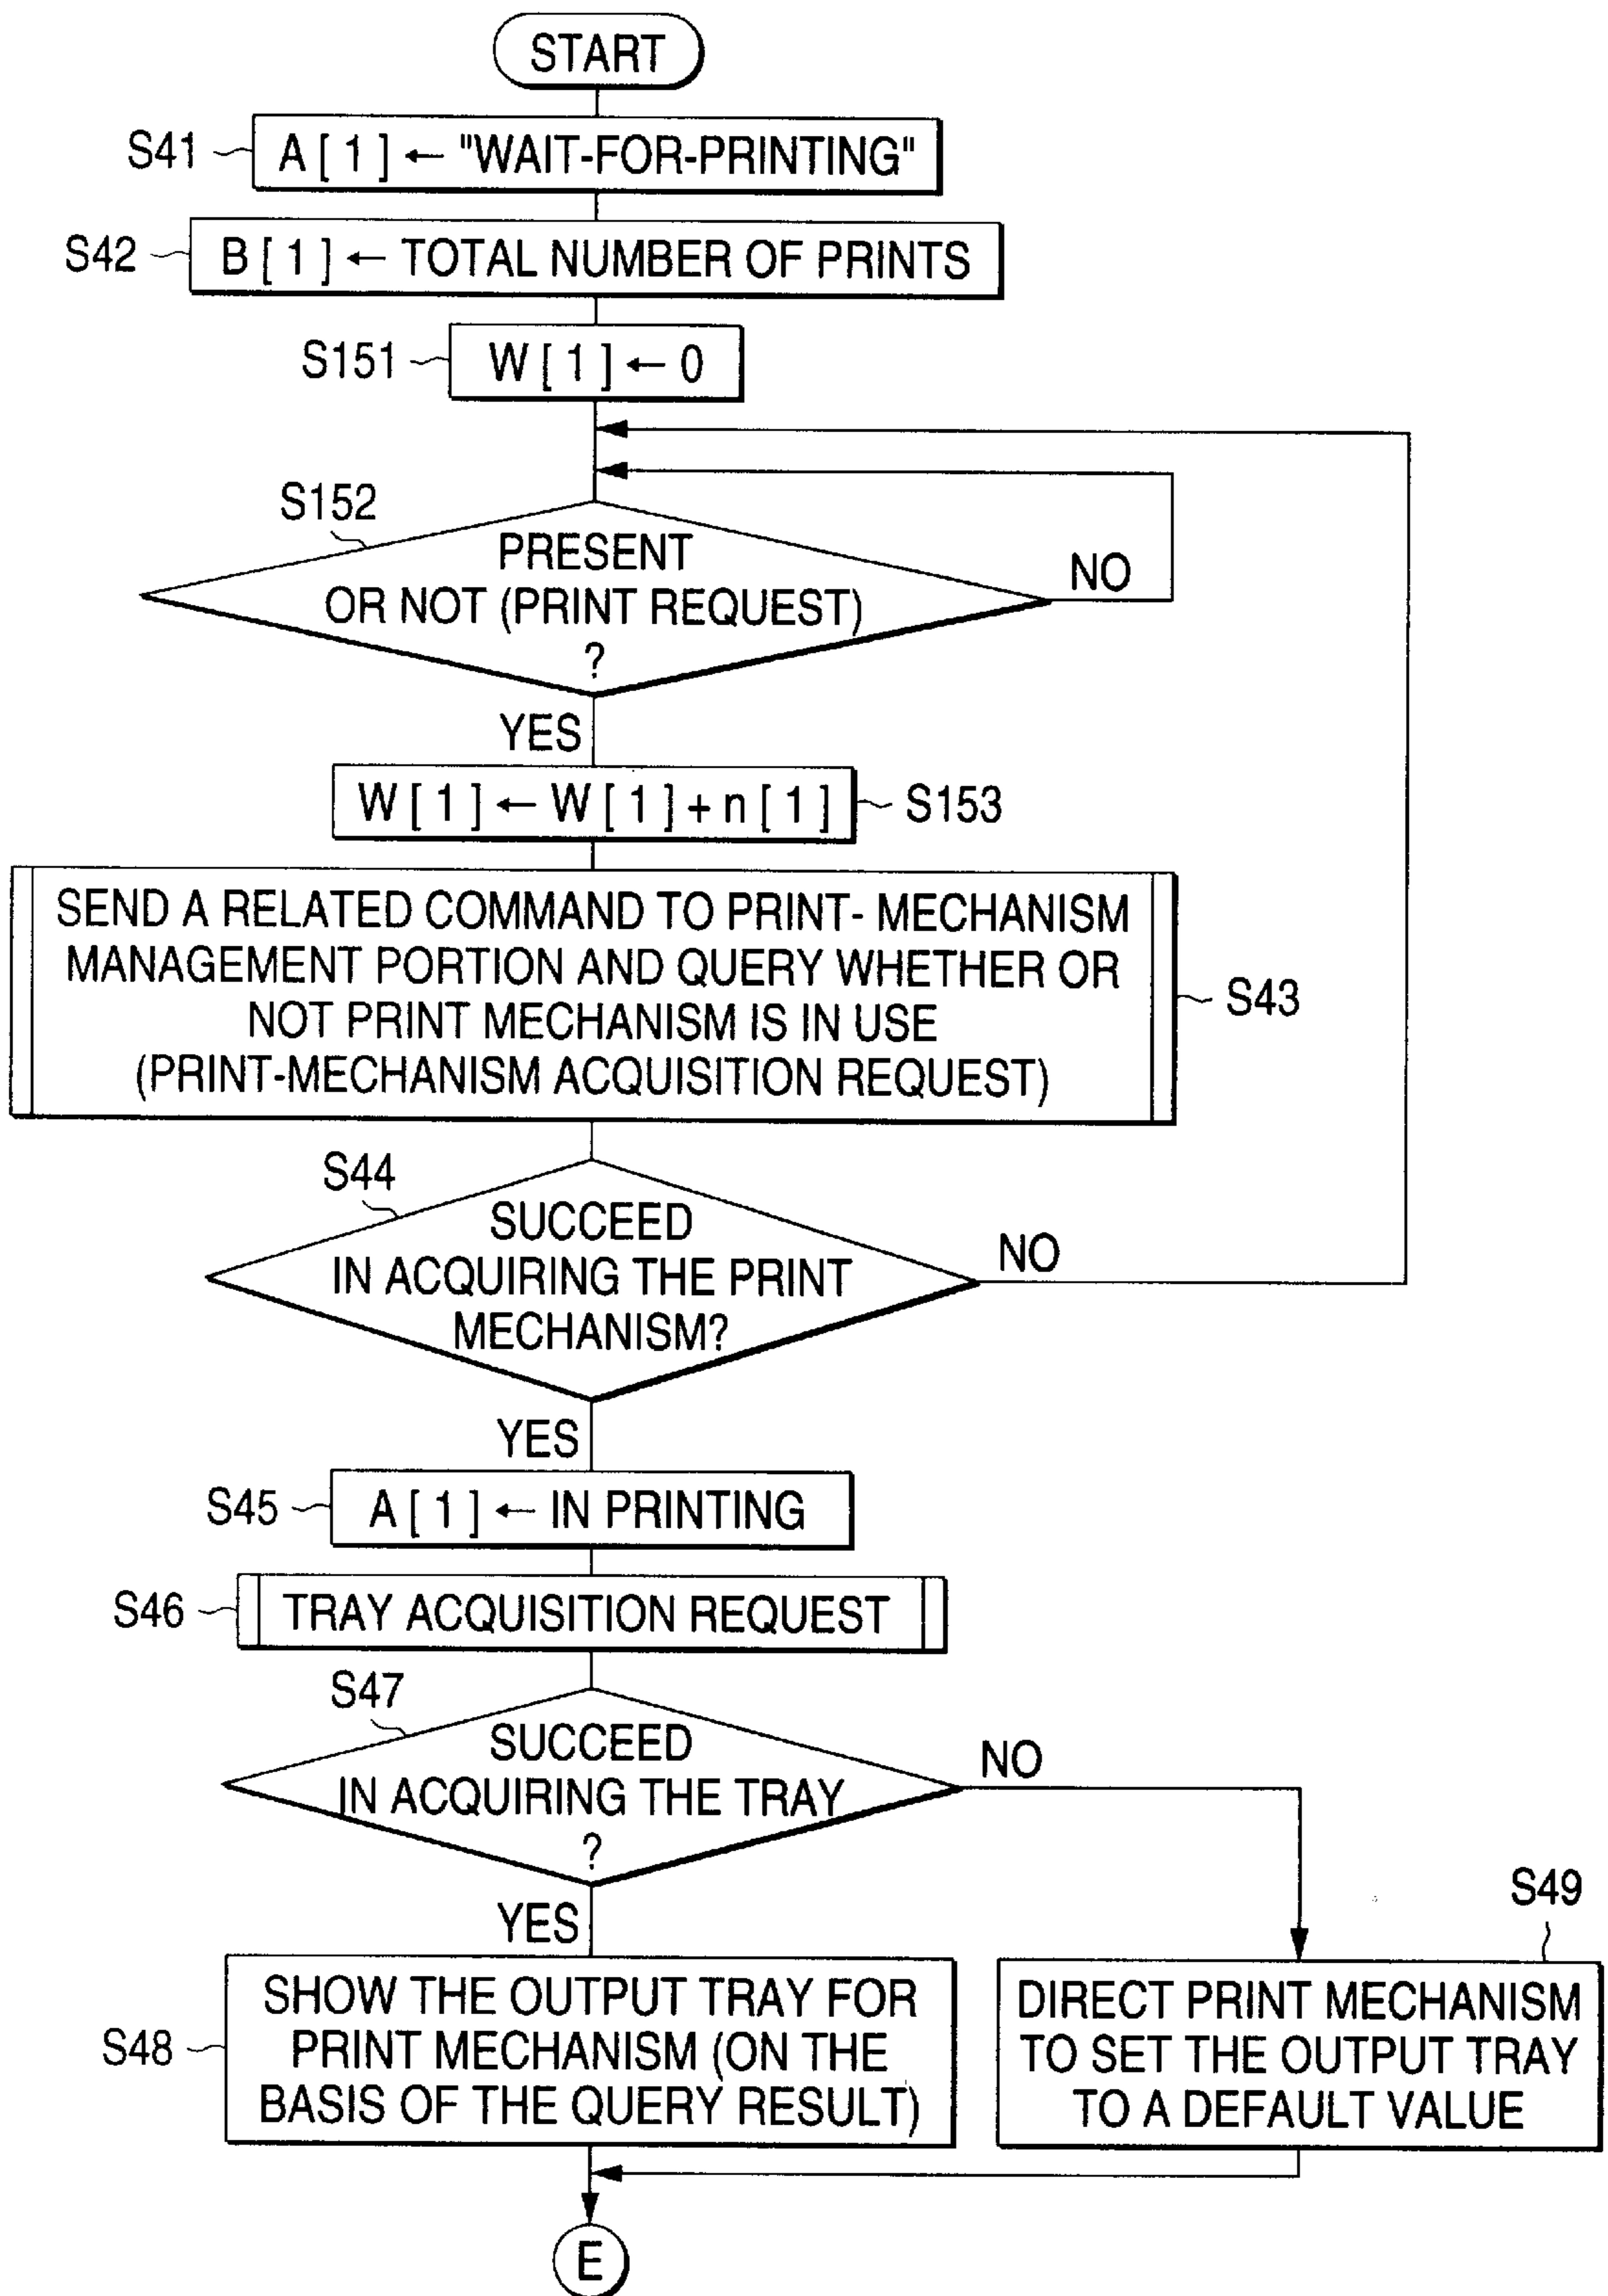 START
S41
A [ 1 ] ← "WAIT-FOR-PRINTING"
S42
B [ 1 ] ← TOTAL NUMBER OF PRINTS
S151
W [ 1 ] ← 0
S152
PRESENT
OR NOT (PRINT REQUEST)
?
NO
YES
W [ 1 ] ← W [ 1 ] + n [ 1 ]
S153
SEND A RELATED COMMAND TO PRINT- MECHANISM
MANAGEMENT PORTION AND QUERY WHETHER OR
NOT PRINT MECHANISM IS IN USE
(PRINT-MECHANISM ACQUISITION REQUEST)
S43
S44
SUCCEED
IN ACQUIRING THE PRINT
MECHANISM?
NO
YES
S45
A [ 1 ] ← IN PRINTING
S46
TRAY ACQUISITION REQUEST
S47
SUCCEED
IN ACQUIRING THE TRAY
?
NO
YES
S48
SHOW THE OUTPUT TRAY FOR
PRINT MECHANISM (ON THE
BASIS OF THE QUERY RESULT)
S49
DIRECT PRINT MECHANISM
TO SET THE OUTPUT TRAY
TO A DEFAULT VALUE
E